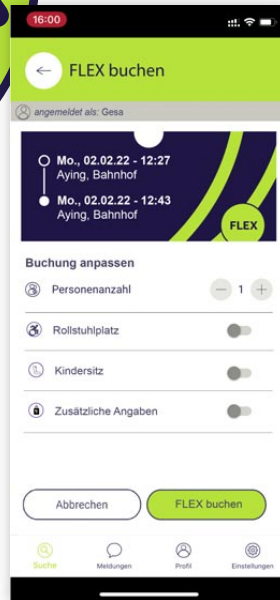 16:00
FLEX buchen
angemeldet als: Gesa
Mo., 02.02.22 - 12:27
Aying, Bahnhof
Mo., 02.02.22 - 12:43
Aying, Bahnhof
FLEX
Buchung anpassen
Personenanzahl
1
Rollstuhlplatz
Kindersitz
Zusätzliche Angaben
Abbrechen
FLEX buchen
Suche
Meldungen
Profil
Einstellungen